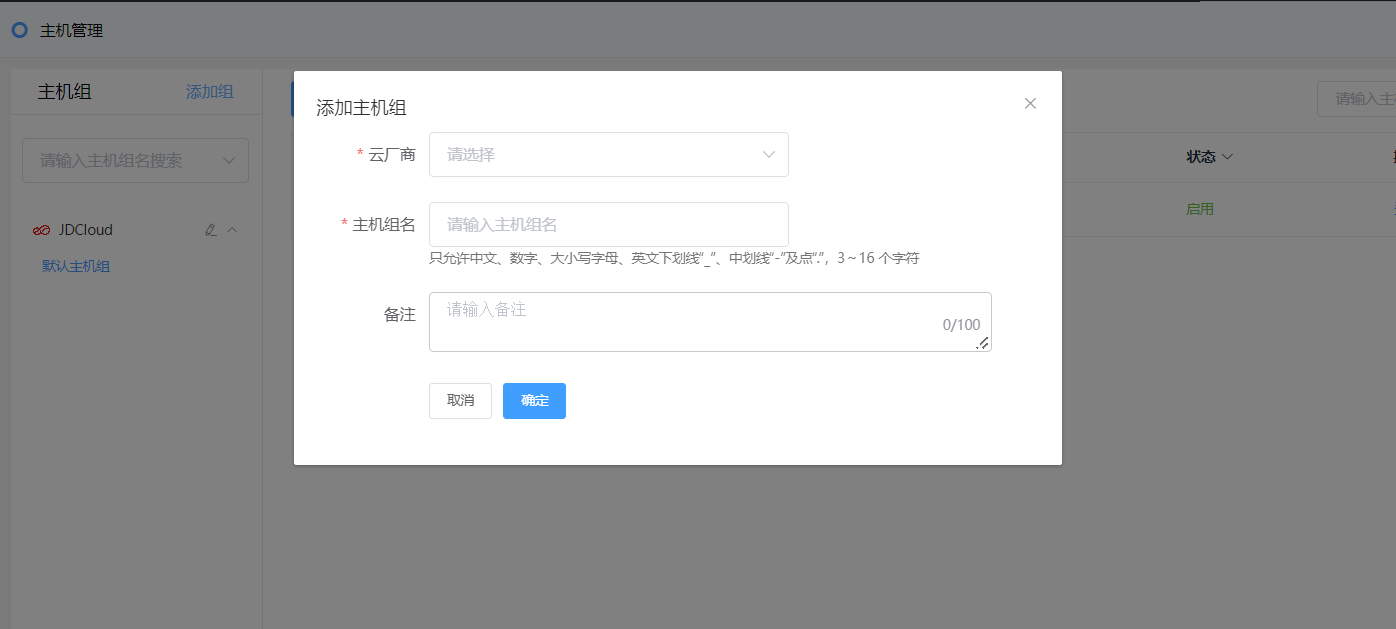 主机管理
主机组 添加组
请输入主机组名搜索
JDCloud
默认主机组
添加主机组
* 云厂商 请选择
* 主机组名 请输入主机组名
只允许中文、数字、大小写字母、英文下划线“_”、中划线“-”及点“.”，3 ~ 16 个字符
备注 请输入备注
0/100
取消 确定
请输入主
状态
启用